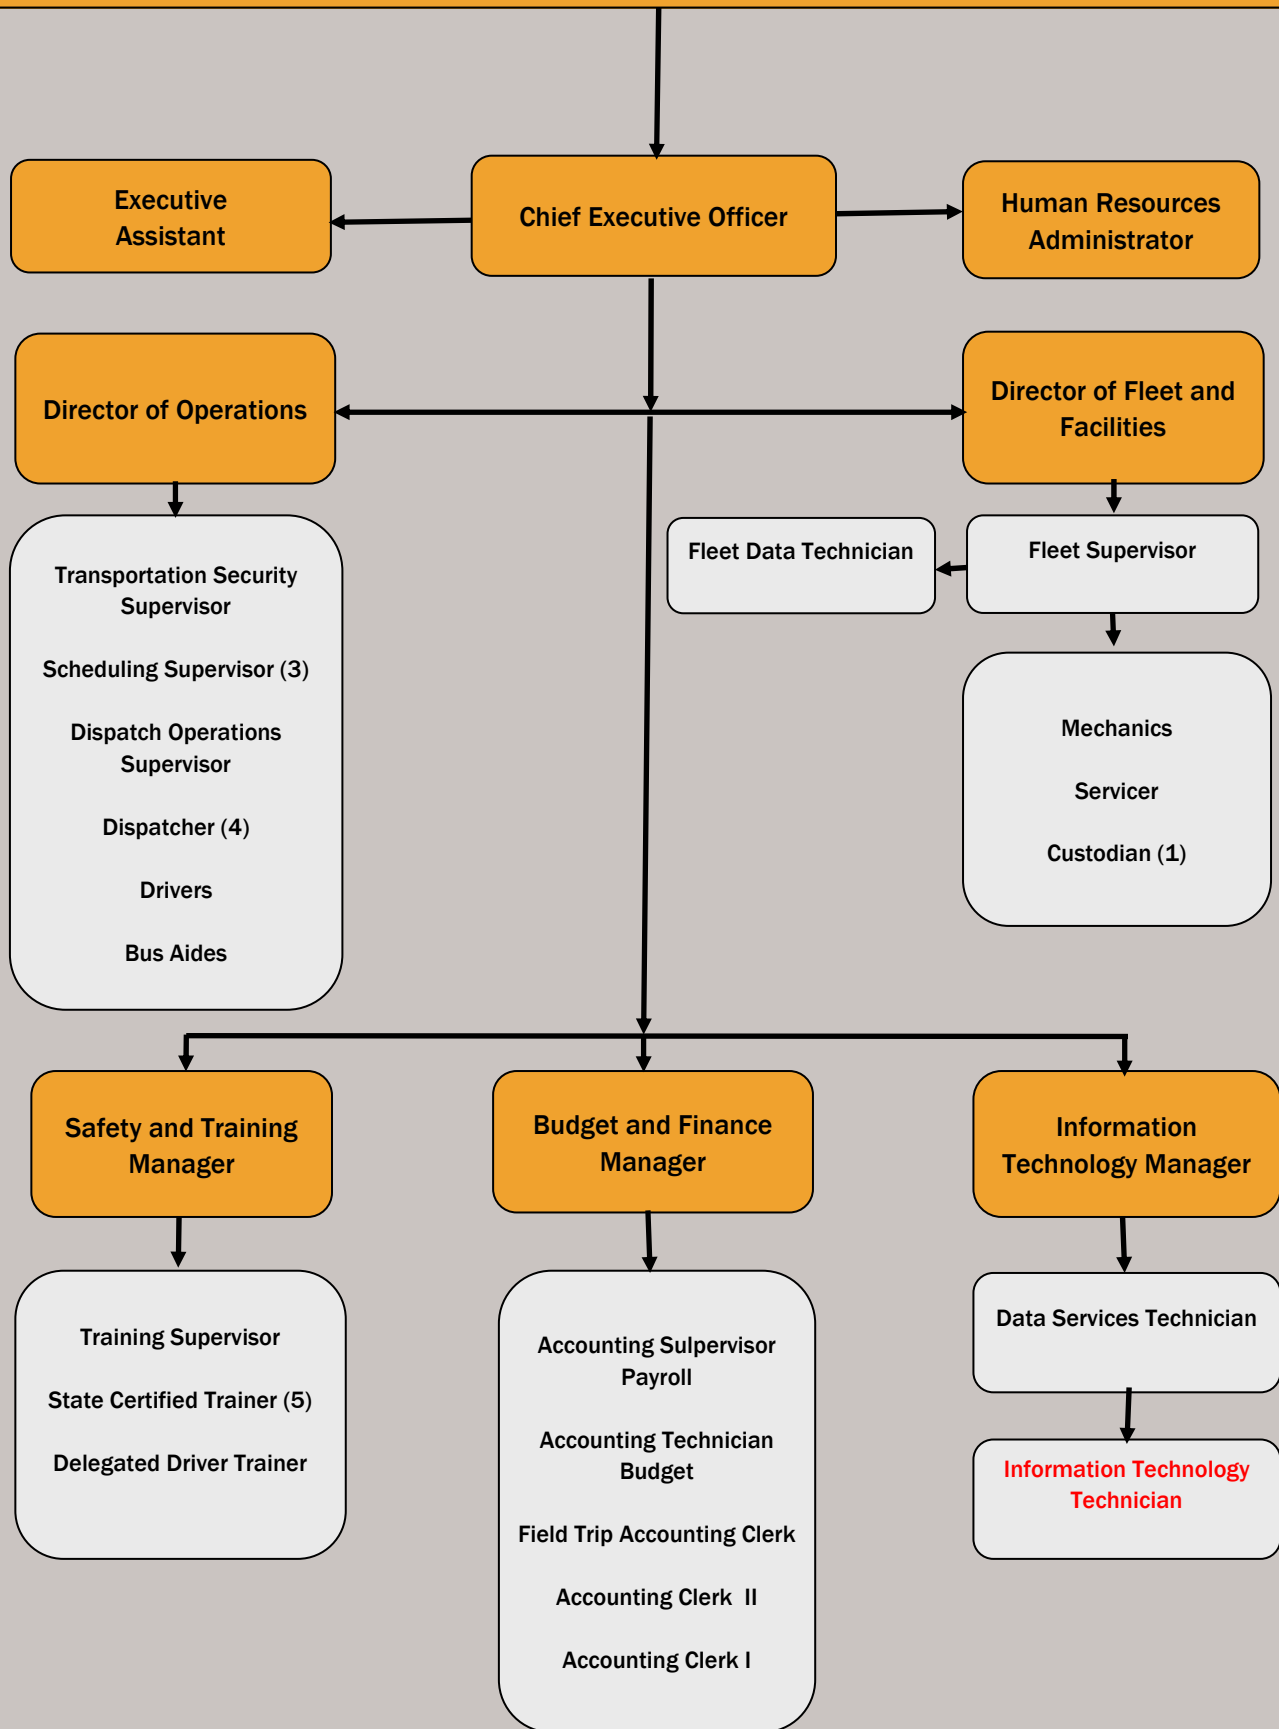 Executive
Assistant
Chief Executive Officer
Human Resources
Administrator
Director of Operations
Director of Fleet and
Facilities
Transportation Security
Supervisor
Scheduling Supervisor (3)
Dispatch Operations
Supervisor
Dispatcher (4)
Drivers
Bus Aides
Fleet Data Technician
Fleet Supervisor
Mechanics
Servicer
Custodian (1)
Safety and Training
Manager
Budget and Finance
Manager
Information
Technology Manager
Training Supervisor
State Certified Trainer (5)
Delegated Driver Trainer
Accounting Sulpervisor
Payroll
Accounting Technician
Budget
Field Trip Accounting Clerk
Accounting Clerk  II
Accounting Clerk I
Data Services Technician
Information Technology
Technician